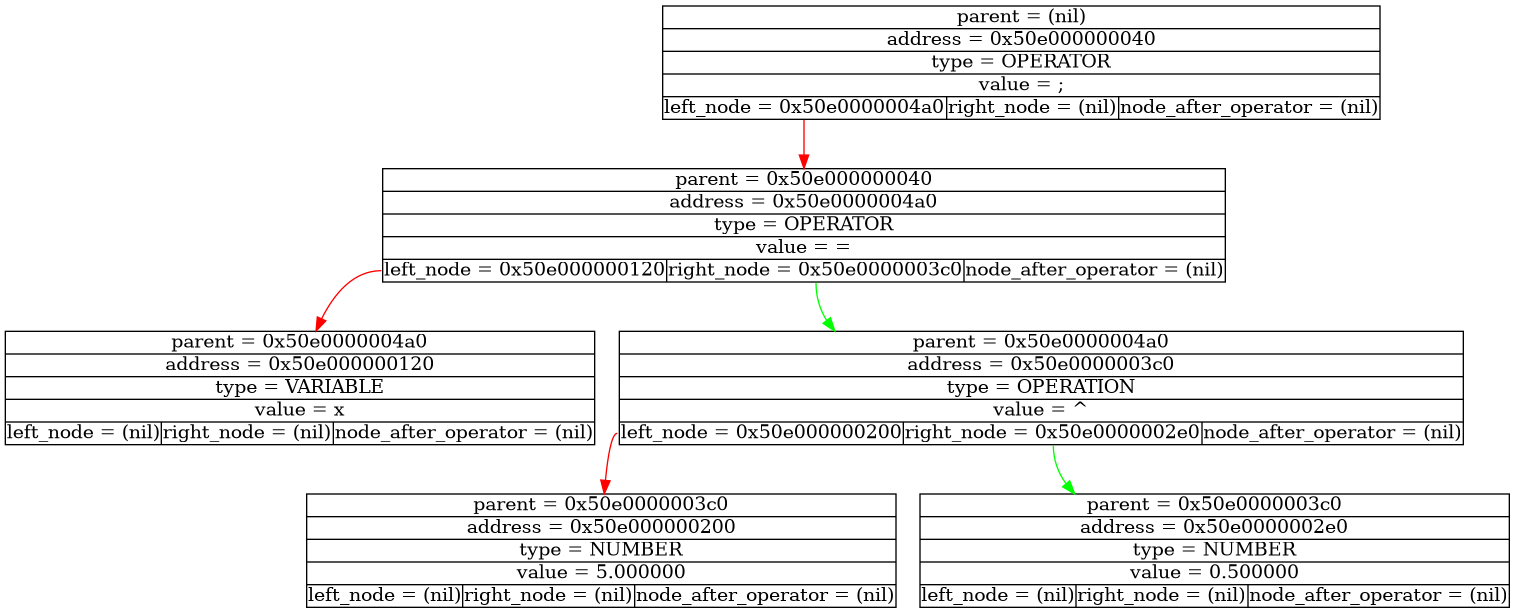 parent = (nil)
address = 0x50e000000040
type = OPERATOR
value = ;
left_node = 0x50e0000004a0 right_node = (nil) node_after_operator = (nil)
parent = 0x50e000000040
address = 0x50e0000004a0
type = OPERATOR
value = =
left_node = 0x50e000000120 right_node = 0x50e0000003c0 node_after_operator = (nil)
parent = 0x50e0000004a0
address = 0x50e000000120
type = VARIABLE
value = x
left_node = (nil) right_node = (nil) node_after_operator = (nil)
parent = 0x50e0000004a0
address = 0x50e0000003c0
type = OPERATION
value = ^
left_node = 0x50e000000200 right_node = 0x50e0000002e0 node_after_operator = (nil)
parent = 0x50e0000003c0
address = 0x50e000000200
type = NUMBER
value = 5.000000
left_node = (nil) right_node = (nil) node_after_operator = (nil)
parent = 0x50e0000003c0
address = 0x50e0000002e0
type = NUMBER
value = 0.500000
left_node = (nil) right_node = (nil) node_after_operator = (nil)